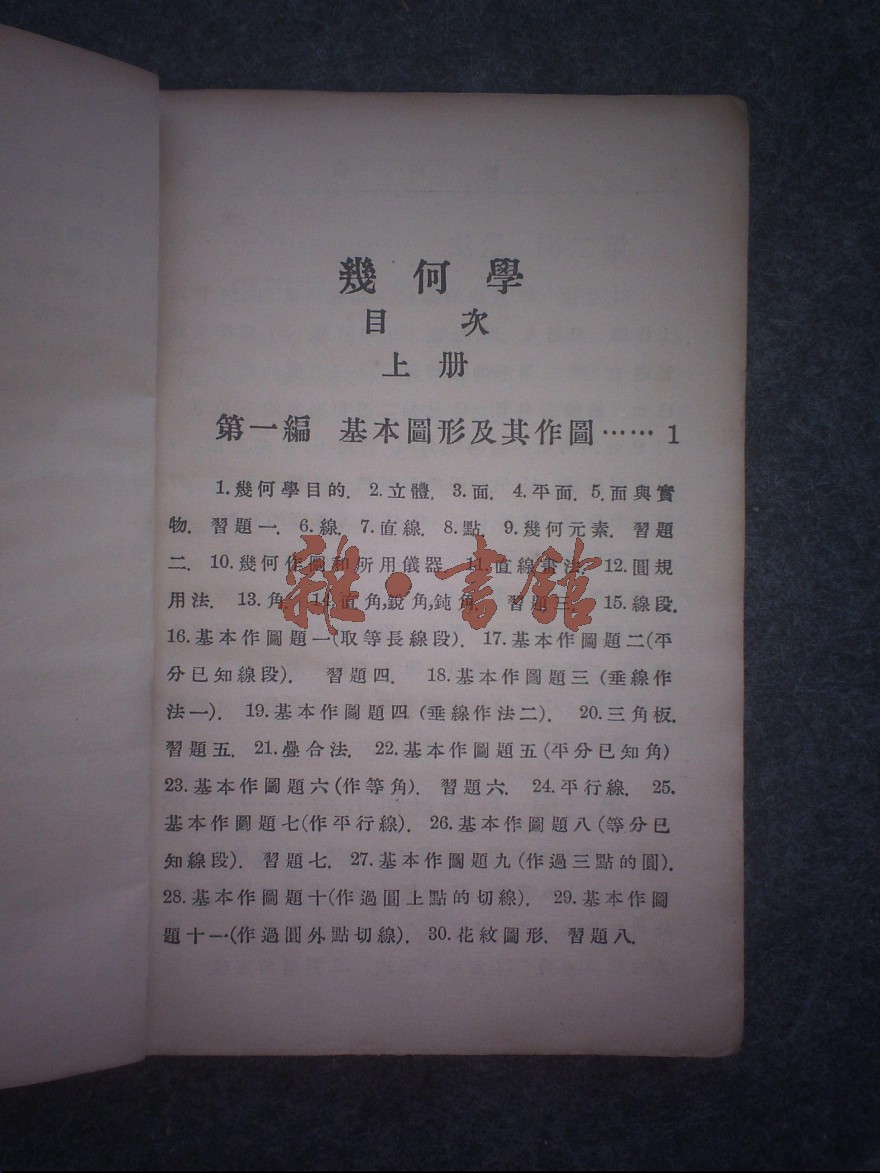 幾何學
目 次
上册
第一編 基本圖形及其作圖…… 1
1.幾何學目的. 2.立體. 3.面. 4.平面. 5.面與實
物. 習題一. 6.線. 7.直線. 8.點. 9.幾何元素. 習題
二. 10.幾何作圖和所用儀器. 11.直線畫法. 12.圓規
用法. 13.角. 14.直角,銳角,鈍角. 習題三. 15.線段.
16.基本作圖題一(取等長線段). 17.基本作圖題二(平
分已知線段). 習題四. 18.基本作圖題三(垂線作
法一). 19.基本作圖題四(垂線作法二). 20.三角板.
習題五. 21.疊合法. 22.基本作圖題五(平分已知角)
23.基本作圖題六(作等角). 習題六. 24.平行線. 25.
基本作圖題七(作平行線). 26.基本作圖題八(等分已
知線段). 習題七. 27.基本作圖題九(作過三點的圓).
28.基本作圖題十(作過圓上點的切線). 29.基本作圖
題十一(作過圓外點切線). 30.花紋圖形. 習題八.
雜·書館